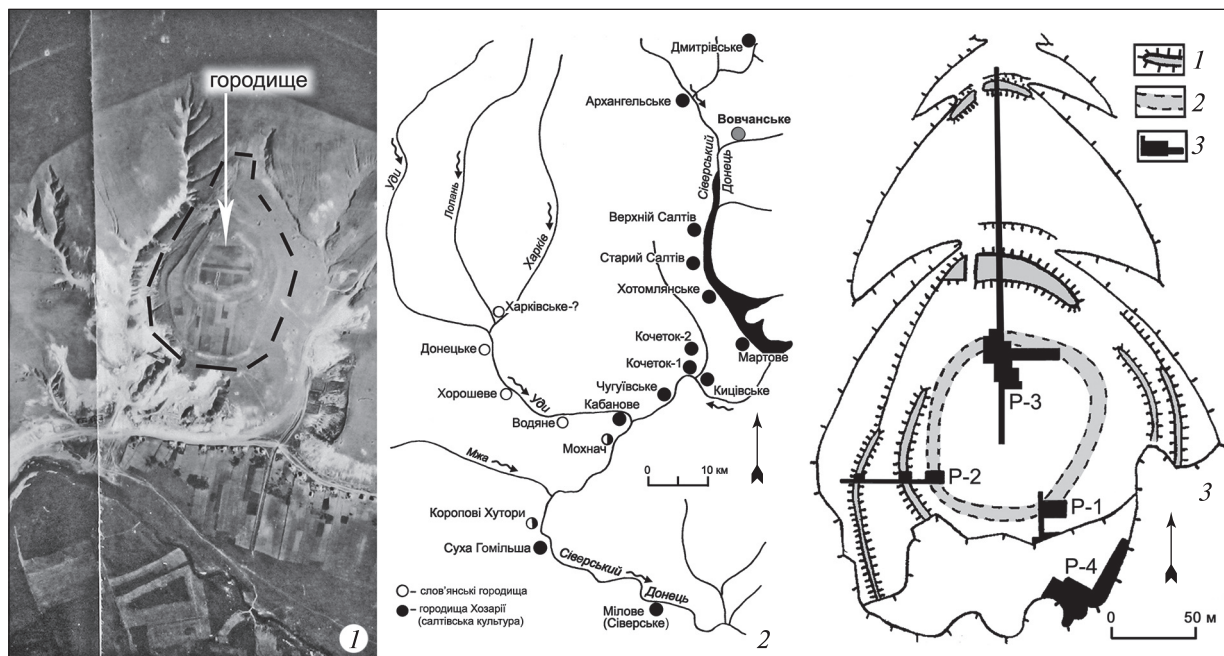 городище
1
Дмитрівське
Архангельське
Вовчанське
Сіверський
Донець
Уди
Лопань
Харків
Верхній Салтів
Старий Салтів
Хотомлянське
Харківське-?
Донецьке
Кочеток-2
Кочеток-1
Мартове
Кицівське
Хорошеве
Чугуївське
Уди
Кабанове
Водяне
Мохнач
Мжа
0 10 км
Коропові Хутори
Суха Гомільша
Сіверський
Донець
Мілове
(Сіверське)
– слов'янські городища
– городища Хозарії
(салтівська культура)
2
1
2
3
Р-3
Р-2
Р-1
Р-4
3
0 50 м